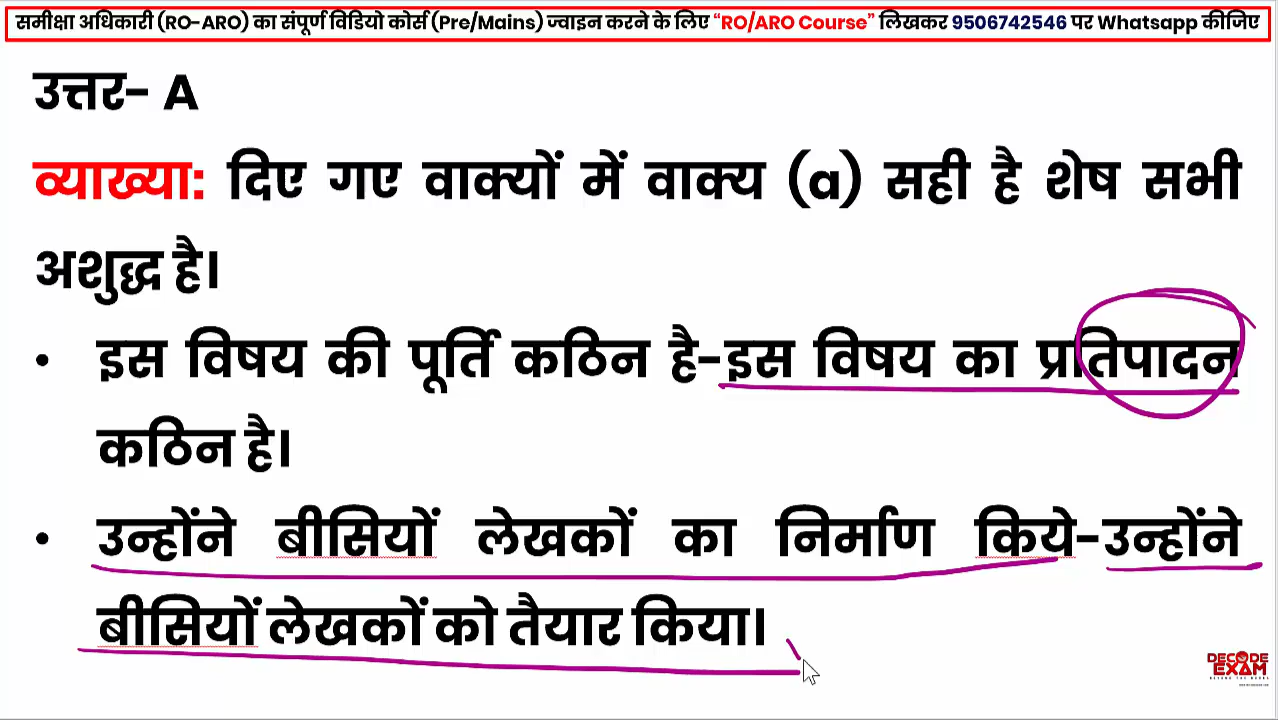 समीक्षा अधिकारी (RO-ARO) का संपूर्ण विडियो कोर्स (Pre/Mains) ज्वाइन करने के लिए “RO/ARO Course” लिखकर 9506742546 पर Whatsapp कीजिए
उत्तर- A
व्याख्या: दिए गए वाक्यों में वाक्य (a) सही है शेष सभी
अशुद्ध है।
• इस विषय की पूर्ति कठिन है-इस विषय का प्रतिपादन
कठिन है।
• उन्होंने बीसियों लेखकों का निर्माण किये-उन्होंने
बीसियों लेखकों को तैयार किया।
DECODE
EXAM